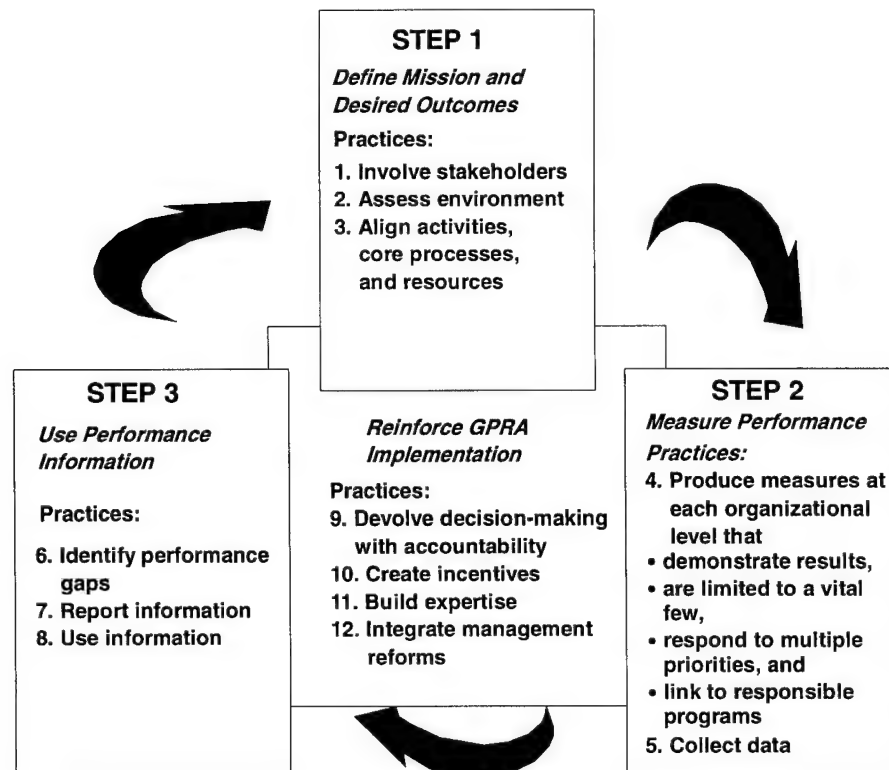 STEP 1
Define Mission and
Desired Outcomes
Practices:
1. Involve stakeholders
2. Assess environment
3. Align activities,
core processes,
and resources
STEP 2
Measure Performance
Practices:
4. Produce measures at
each organizational
level that
• demonstrate results,
• are limited to a vital
few,
• respond to multiple
priorities, and
• link to responsible
programs
5. Collect data
STEP 3
Use Performance
Information
Practices:
6. Identify performance
gaps
7. Report information
8. Use information
Reinforce GPRA
Implementation
Practices:
9. Devolve decision-making
with accountability
10. Create incentives
11. Build expertise
12. Integrate management
reforms